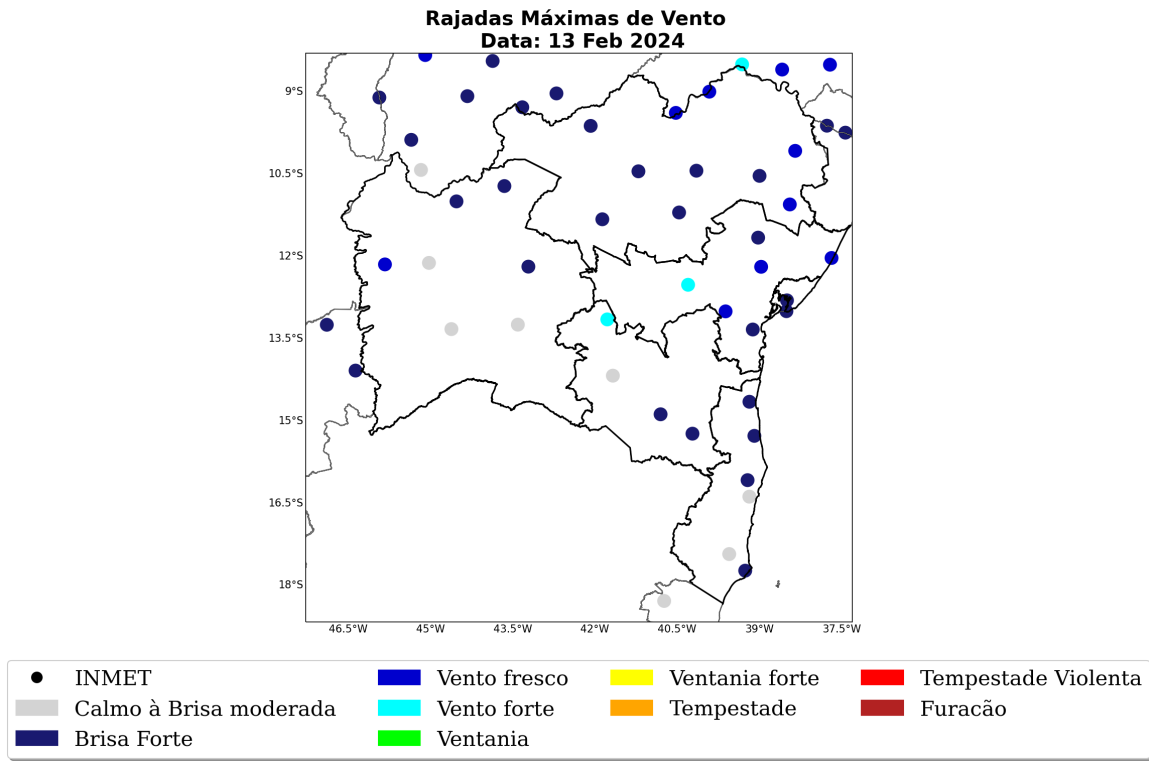 Rajadas Máximas de Vento
Data: 13 Feb 2024
9°S
10.5°S
12°S
13.5°S
15°S
16.5°S
18°S
46.5°W 45°W 43.5°W 42°W 40.5°W 39°W 37.5°W
INMET
Calmo à Brisa moderada
Brisa Forte
Vento fresco
Vento forte
Ventania
Ventania forte
Tempestade
Tempestade Violenta
Furacão